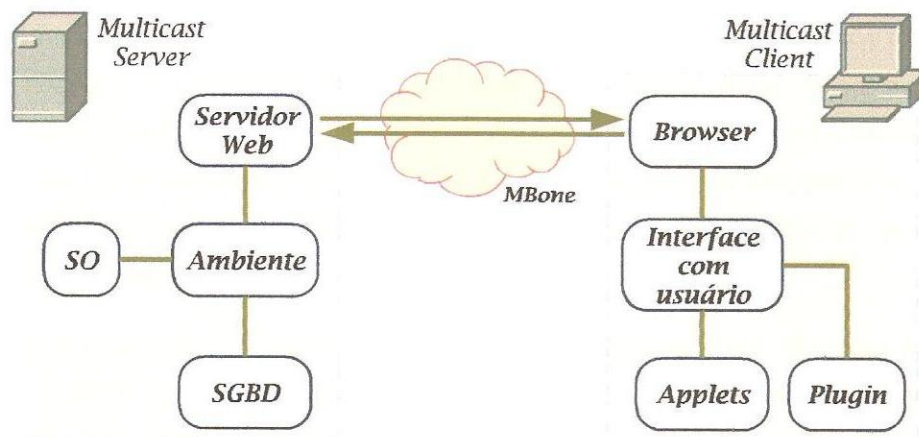 Multicast
Server
Multicast
Client
Servidor
Web
Browser
MBone
SO
Ambiente
Interface
com
usuário
SGBD
Applets
Plugin